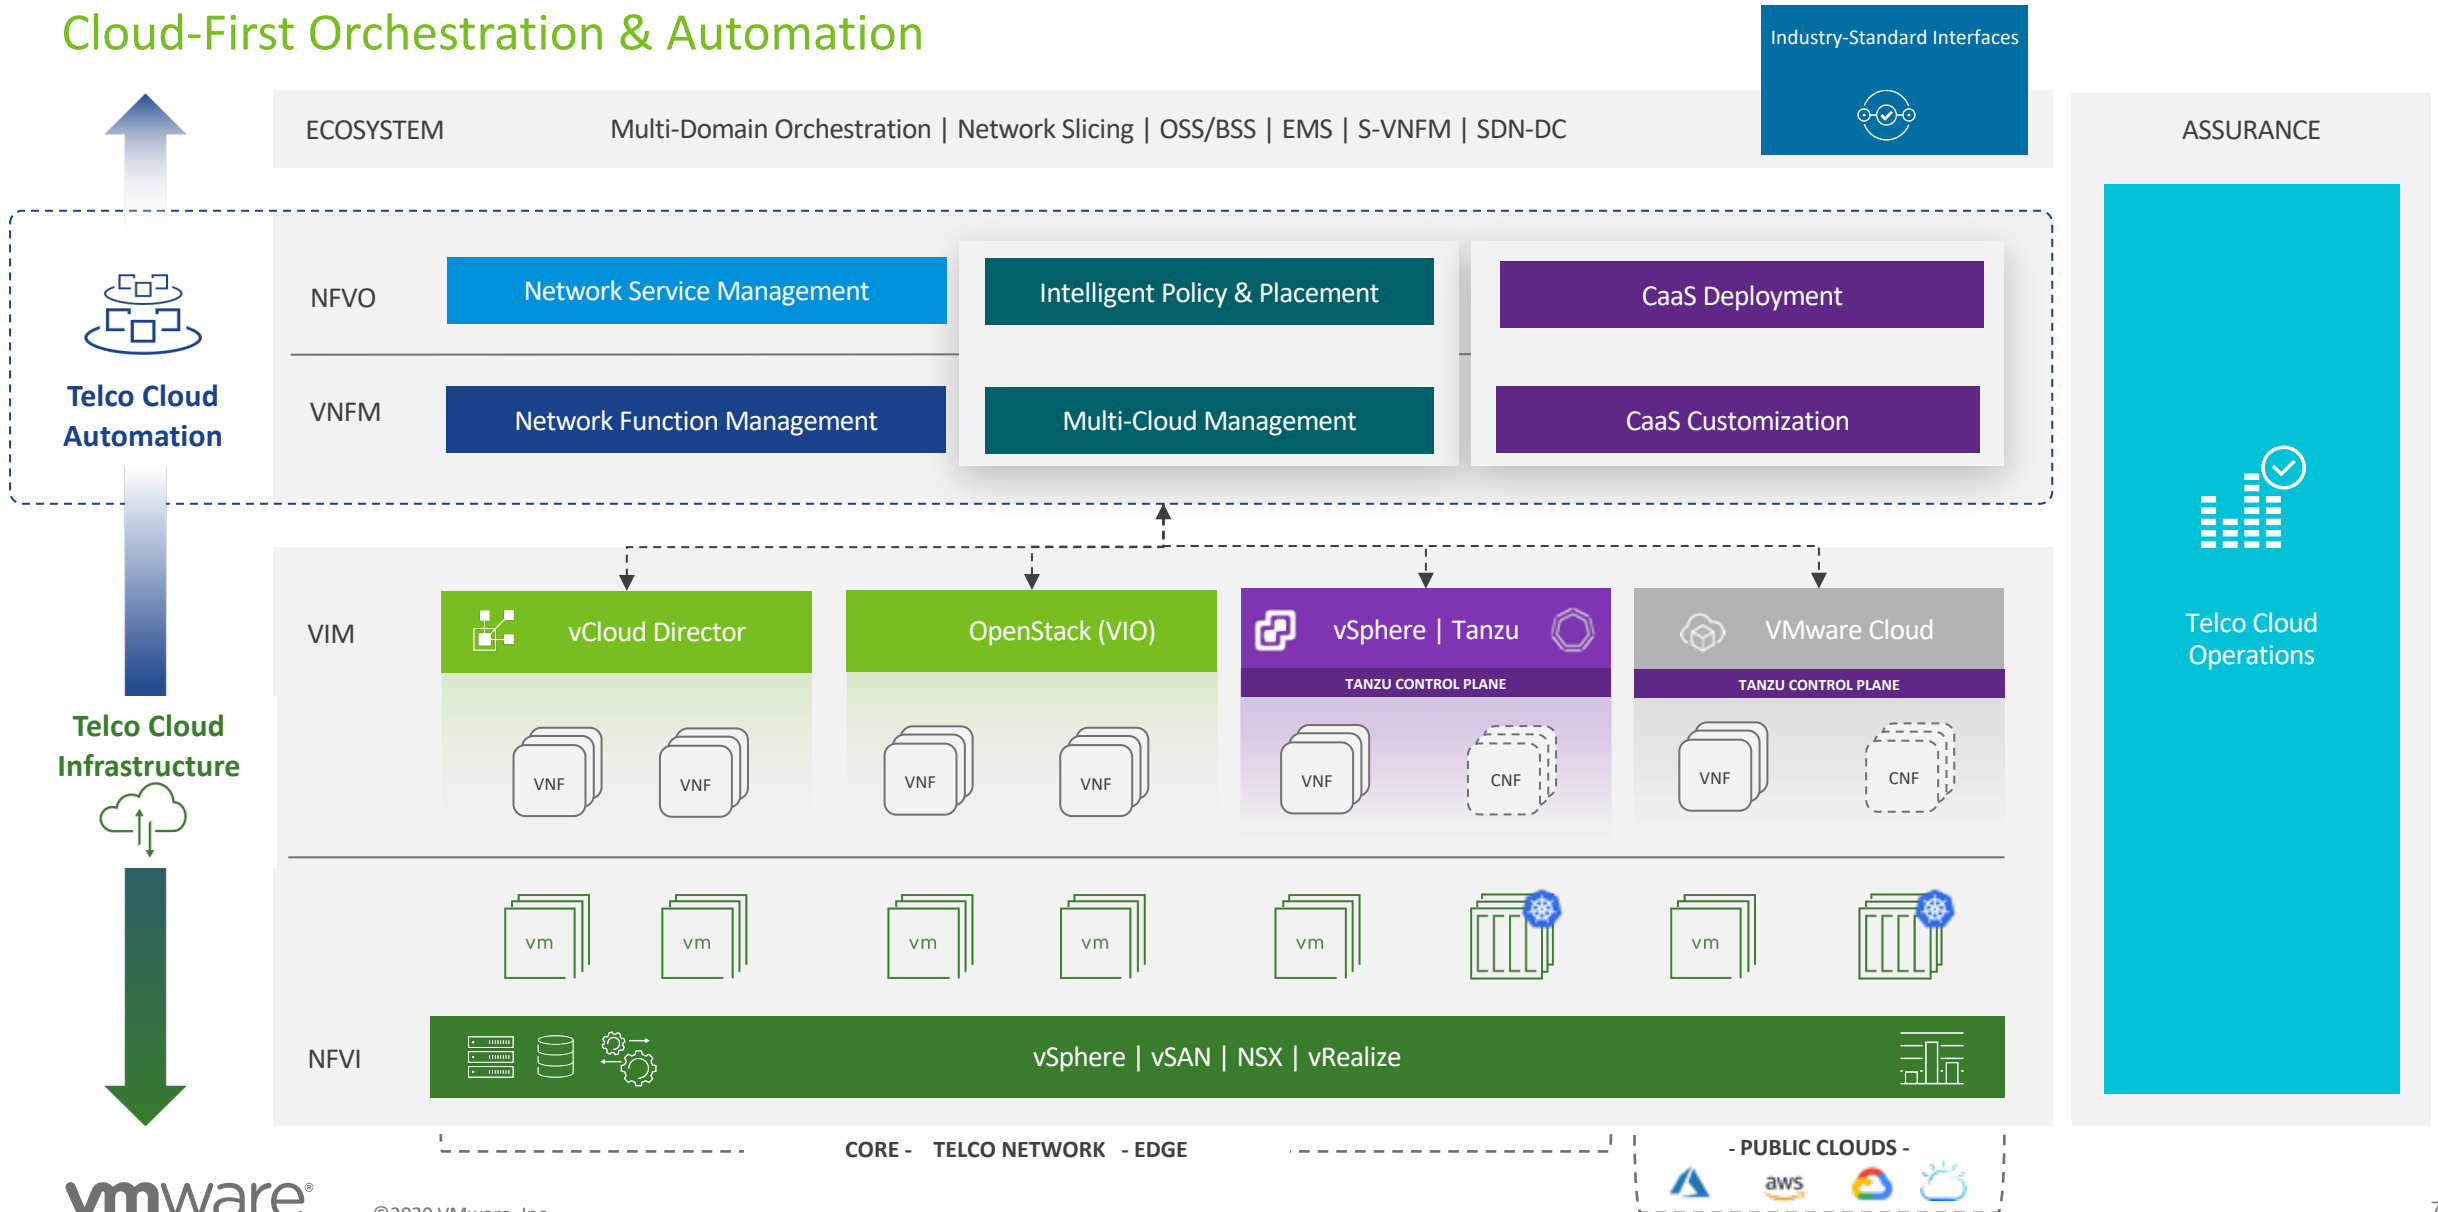 Cloud-First Orchestration & Automation
Industry-Standard Interfaces
ECOSYSTEM
Multi-Domain Orchestration | Network Slicing | OSS/BSS | EMS | S-VNFM | SDN-DC
ASSURANCE
NFVO
Network Service Management
Intelligent Policy & Placement
CaaS Deployment
Telco Cloud
Automation
VNFM
Network Function Management
Multi-Cloud Management
CaaS Customization
VIM
vCloud Director
OpenStack (VIO)
vSphere | Tanzu
VMware Cloud
TANZU CONTROL PLANE
TANZU CONTROL PLANE
Telco Cloud
Operations
Telco Cloud
Infrastructure
VNF
VNF
VNF
VNF
VNF
CNF
VNF
CNF
vm
vm
vm
vm
vm
vm
NFVI
vSphere | vSAN | NSX | vRealize
CORE - TELCO NETWORK - EDGE
- PUBLIC CLOUDS -
aws
vmware®
©2020 VMware, Inc.
7